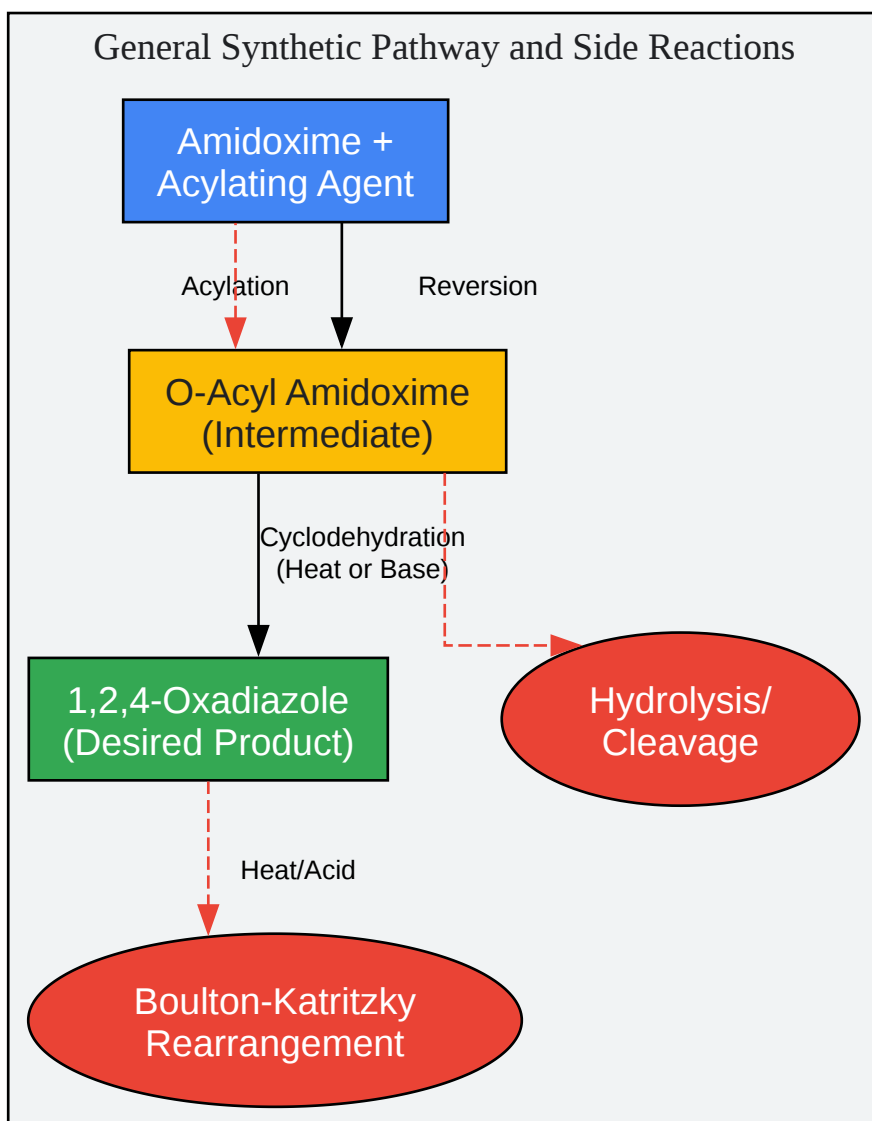 General Synthetic Pathway and Side Reactions
Amidoxime +
Acylating Agent
Acylation
Reversion
O-Acyl Amidoxime
(Intermediate)
Cyclodehydration
(Heat or Base)
1,2,4-Oxadiazole
(Desired Product)
Hydrolysis/
Cleavage
Heat/Acid
Boulton-Katritzky
Rearrangement